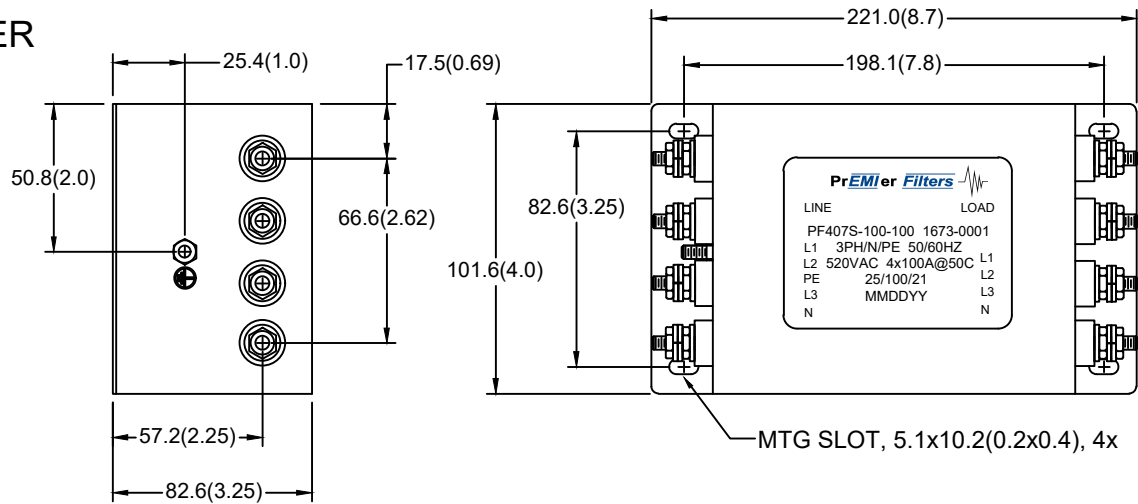 ER
221.0(8.7)
25.4(1.0)
17.5(0.69)
198.1(7.8)
50.8(2.0)
66.6(2.62)
82.6(3.25)
101.6(4.0)
PrEMIer Filters
LINE LOAD
PF407S-100-100 1673-0001
L1 3PH/N/PE 50/60HZ
L2 520VAC 4x100A@50C L1
PE 25/100/21 L2
L3 MMDDYY L3
N N
57.2(2.25)
MTG SLOT, 5.1x10.2(0.2x0.4), 4x
82.6(3.25)